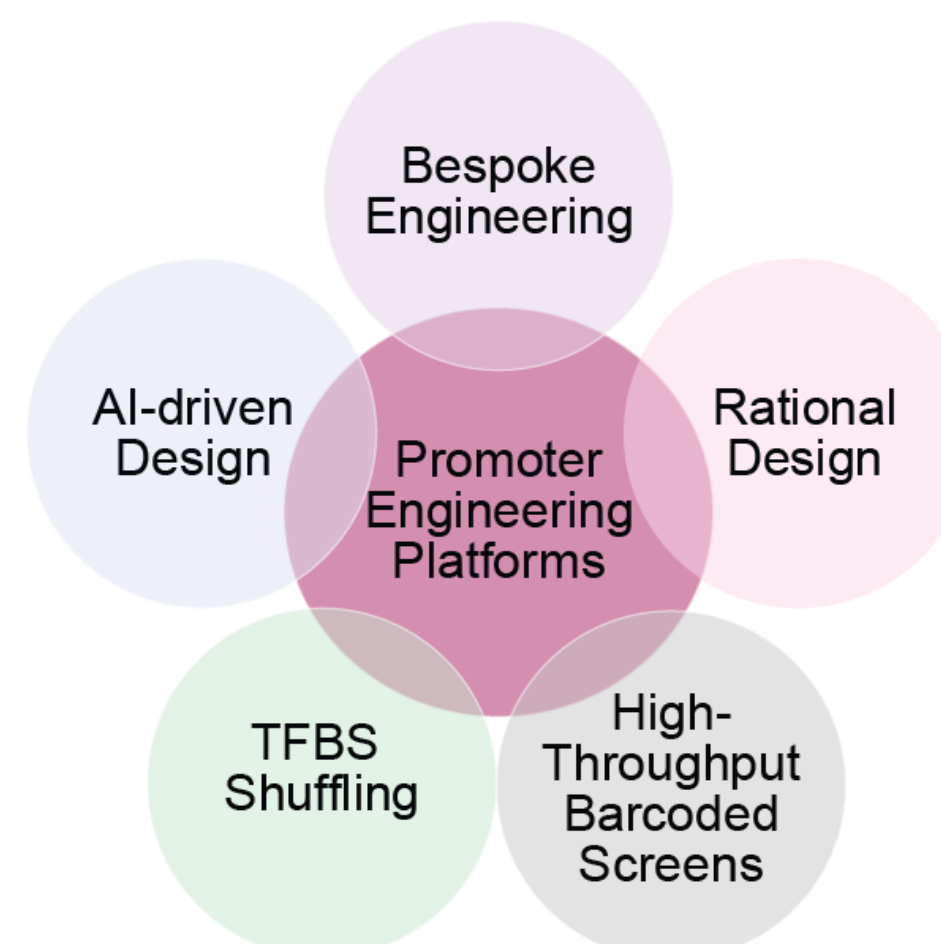 Bespoke
Engineering
AI-driven
Design
Rational
Design
Promoter
Engineering
Platforms
TFBS
Shuffling
High-
Throughput
Barcoded
Screens